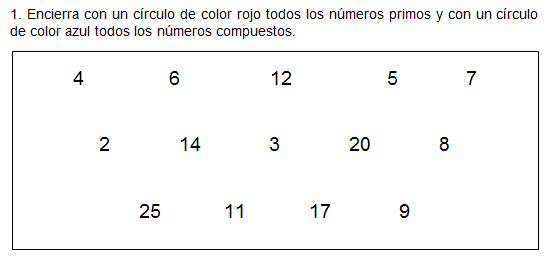 1. Encierra con un círculo de color rojo todos los números primos y con un círculo
de color azul todos los números compuestos.
4 6 12 5 7
2 14 3 20 8
25 11 17 9